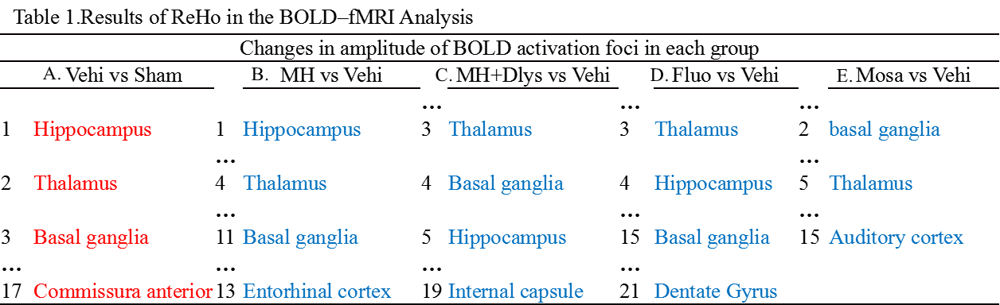 Table 1.Results of ReHo in the BOLD–fMRI Analysis
Changes in amplitude of BOLD activation foci in each group
A. Vehi vs Sham B. MH vs Vehi C. MH+Dlys vs Vehi D. Fluo vs Vehi E. Mosa vs Vehi
... ... ...
1 Hippocampus 1 Hippocampus 3 Thalamus 3 Thalamus 2 basal ganglia
... ...
2 Thalamus 4 Thalamus 4 Basal ganglia 4 Hippocampus 5 Thalamus
... ... ...
3 Basal ganglia 11 Basal ganglia 5 Hippocampus 15 Basal ganglia 15 Auditory cortex
... ... ... ...
17 Commissura anterior 13 Entorhinal cortex 19 Internal capsule 21 Dentate Gyrus